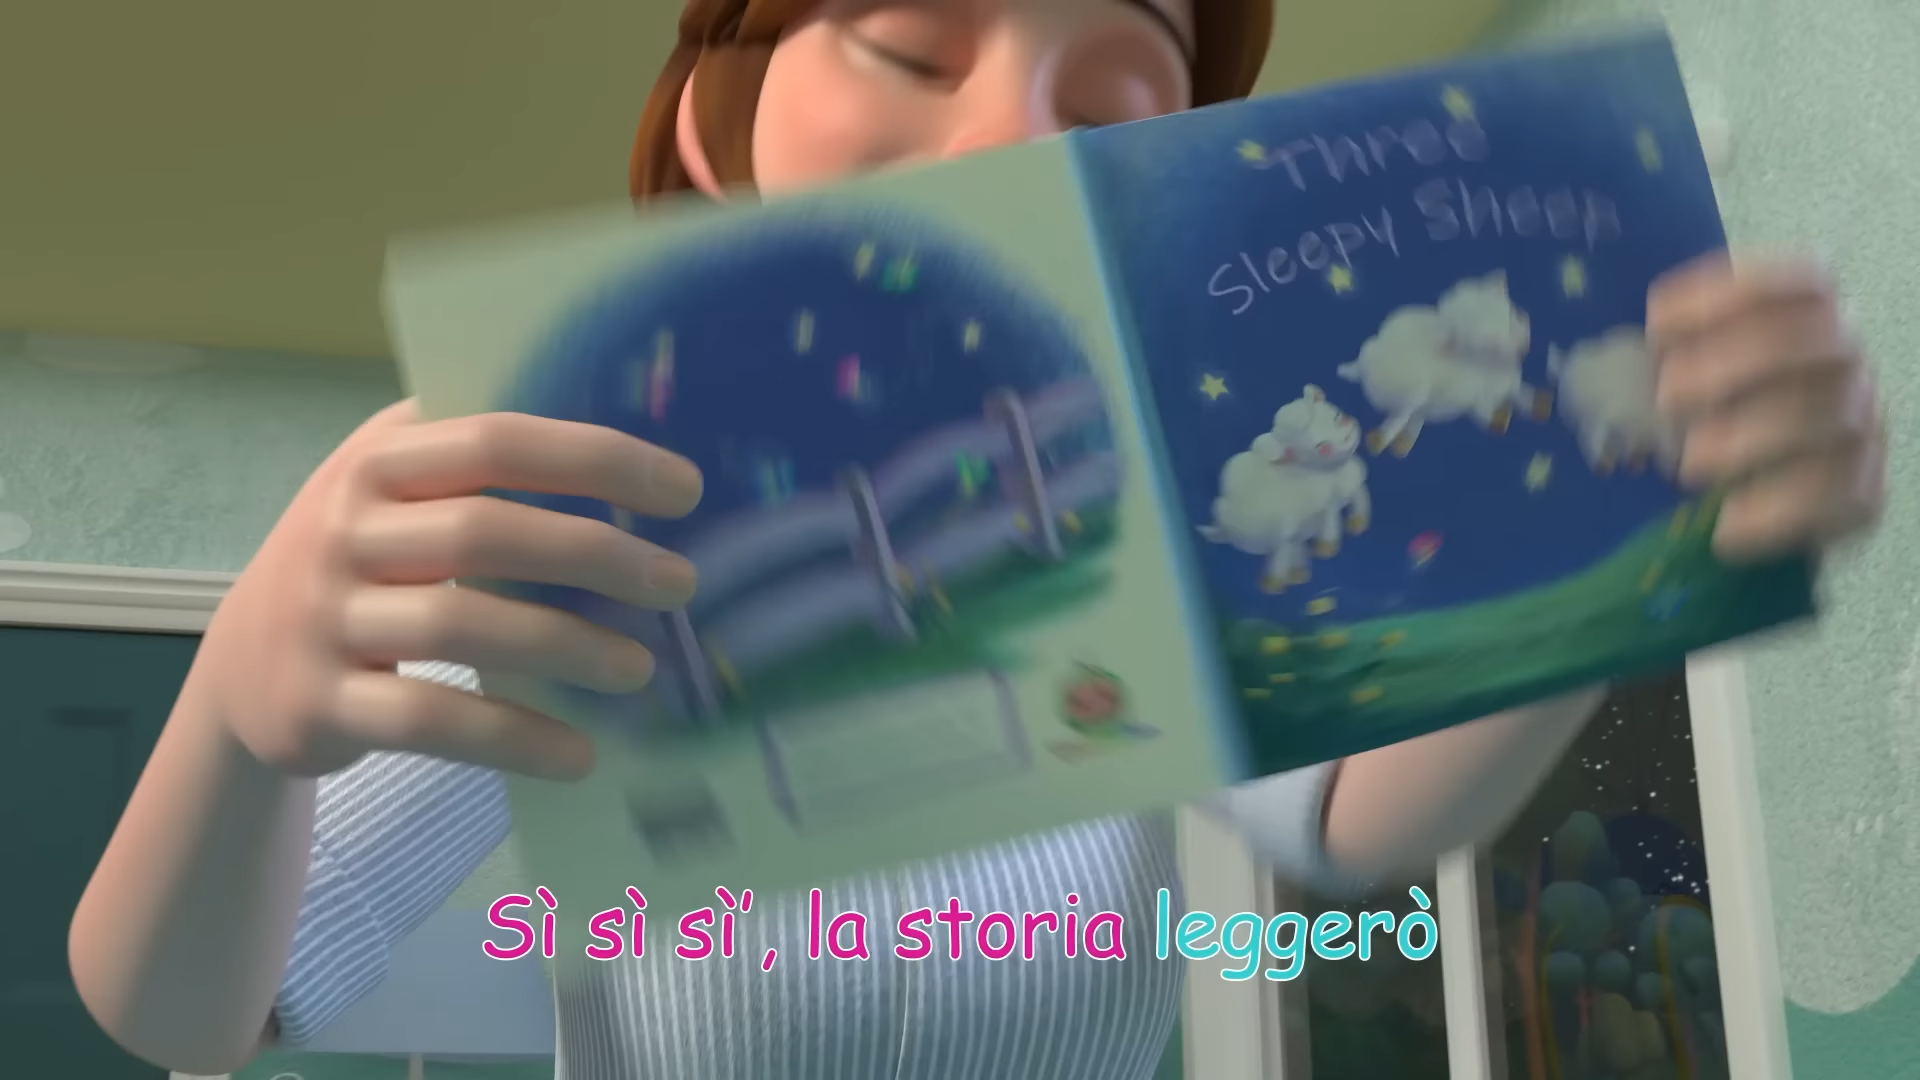 Three
Sleepy Sheep
Sì sì sì', la storia leggerò